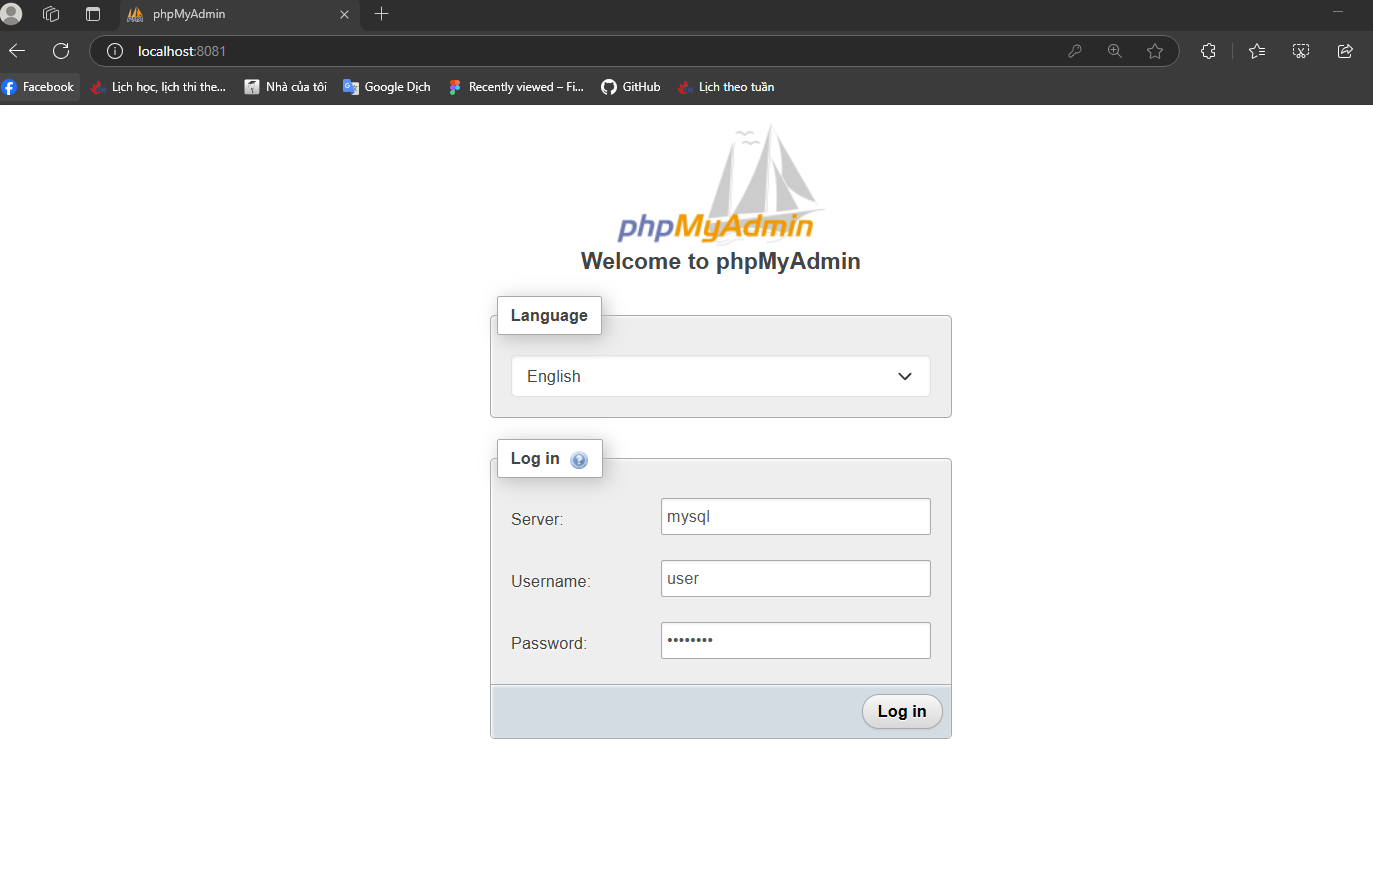 phpMyAdmin
localhost:8081
Facebook
Lịch học, lịch thi the...
Nhà của tôi
Google Dịch
Recently viewed – Fi...
GitHub
Lịch theo tuần
phpMyAdmin
Welcome to phpMyAdmin
Language
English
Log in
Server: mysql
Username: user
Password: ••••••••
Log in